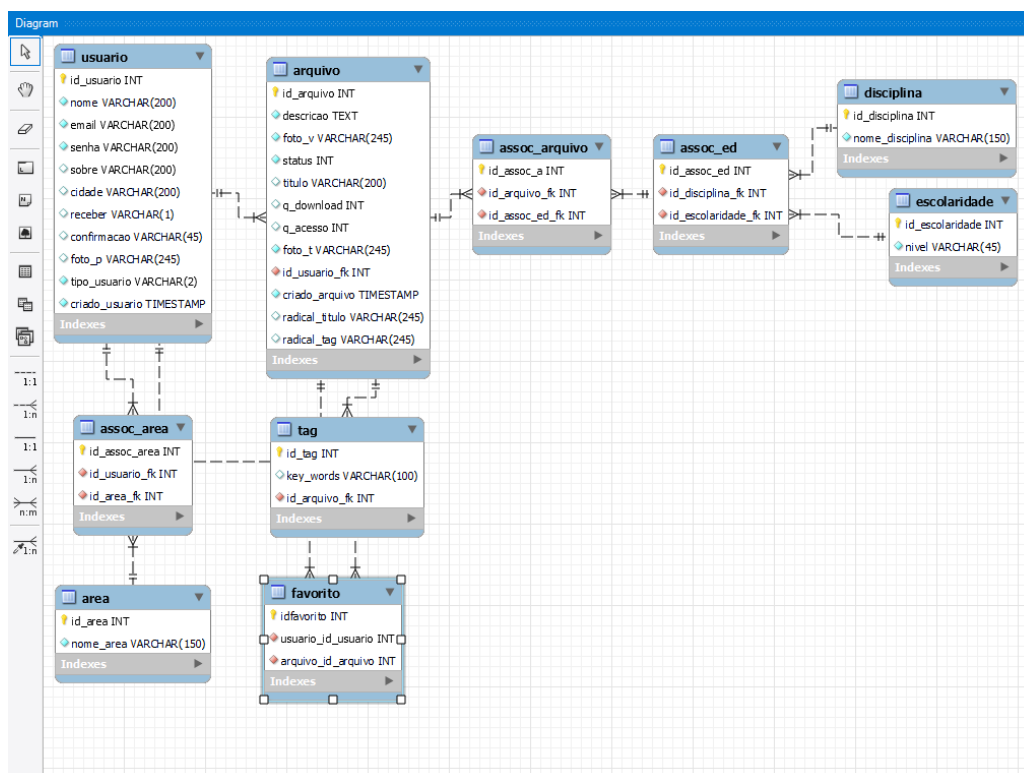 Diagram
usuario
id_usuario INT
nome VARCHAR(200)
email VARCHAR(200)
senha VARCHAR(200)
sobre VARCHAR(200)
cidade VARCHAR(200)
receber VARCHAR(1)
confirmacao VARCHAR(45)
foto_p VARCHAR(245)
tipo_usuario VARCHAR(2)
criado_usuario TIMESTAMP
Indexes
arquivo
id_arquivo INT
descricao TEXT
foto_v VARCHAR(245)
status INT
titulo VARCHAR(200)
q_download INT
q_acesso INT
foto_t VARCHAR(245)
id_usuario_fk INT
criado_arquivo TIMESTAMP
radical_titulo VARCHAR(245)
radical_tag VARCHAR(245)
Indexes
assoc_arquivo
id_assoc_a INT
id_arquivo_fk INT
id_assoc_ed_fk INT
Indexes
assoc_ed
id_assoc_ed INT
id_disciplina_fk INT
id_escolaridade_fk INT
Indexes
disciplina
id_disciplina INT
nome_disciplina VARCHAR(150)
Indexes
escolaridade
id_escolaridade INT
nivel VARCHAR(45)
Indexes
assoc_area
id_assoc_area INT
id_usuario_fk INT
id_area_fk INT
Indexes
tag
id_tag INT
key_words VARCHAR(100)
id_arquivo_fk INT
Indexes
area
id_area INT
nome_area VARCHAR(150)
Indexes
favorito
idfavorito INT
usuario_id_usuario INT
arquivo_id_arquivo INT
Indexes
1:1
1:n
1:1
1:n
n:m
1:n